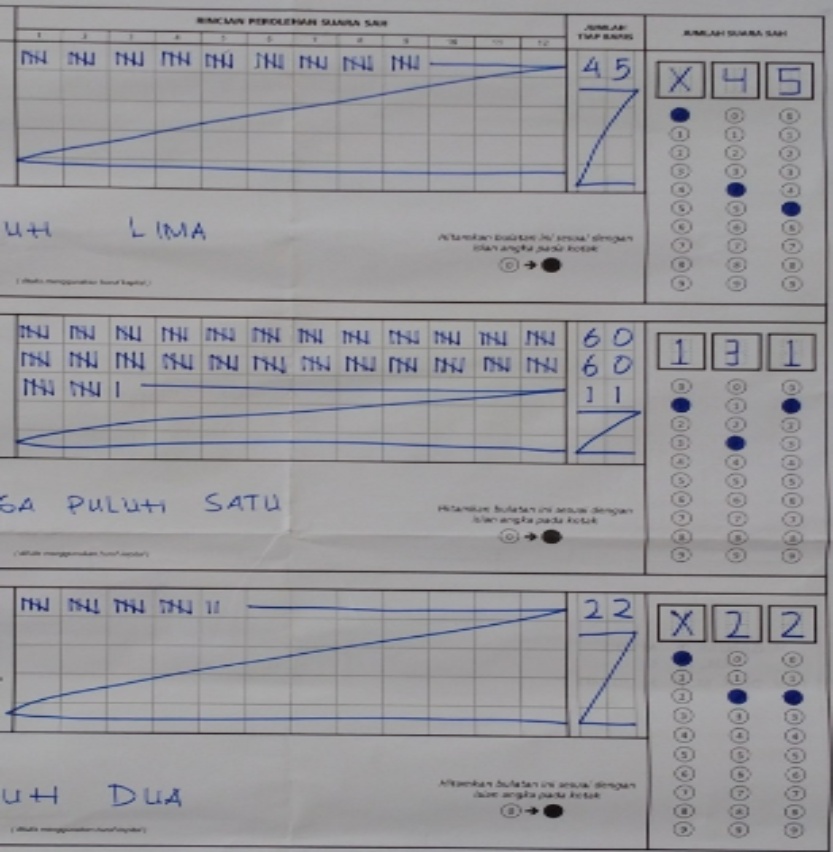 RINCIAN PEROLEHAN SUARA SAH
JUMLAH TIAP BARIS
JUMLAH SUARA SAH
1 2 3 4 5 6 7 8 9 10 11 12
45
X 4 5
UH LIMA
Hitamkan bulatan ini sesuai dengan
isian angka pada kotak
0
(ditulis menggunakan huruf kapital)
60
60
11
1 3 1
GA PULUH SATU
Hitamkan bulatan ini sesuai dengan
isian angka pada kotak
0
(ditulis menggunakan huruf kapital)
22
X 2 2
UH DUA
Hitamkan bulatan ini sesuai dengan
isian angka pada kotak
0
(ditulis menggunakan huruf kapital)